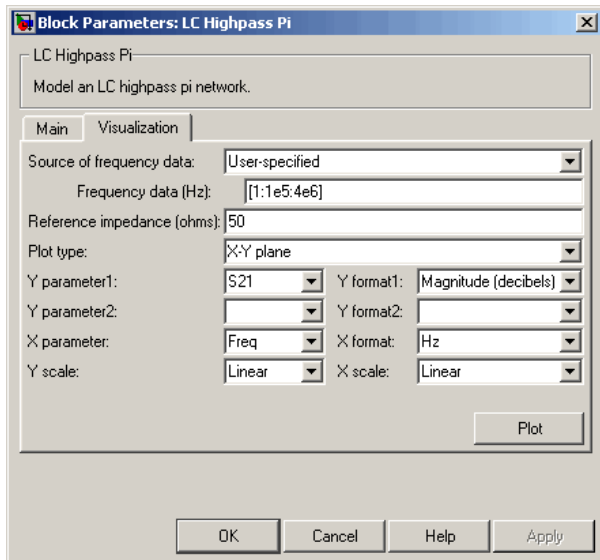 Block Parameters: LC Highpass Pi
LC Highpass Pi
Model an LC highpass pi network.
Main Visualization
Source of frequency data: User-specified
Frequency data (Hz): [1:1e5:4e6]
Reference impedance (ohms): 50
Plot type: X-Y plane
Y parameter1: S21 Y format1: Magnitude (decibels)
Y parameter2: Y format2:
X parameter: Freq X format: Hz
Y scale: Linear X scale: Linear
Plot
OK Cancel Help Apply